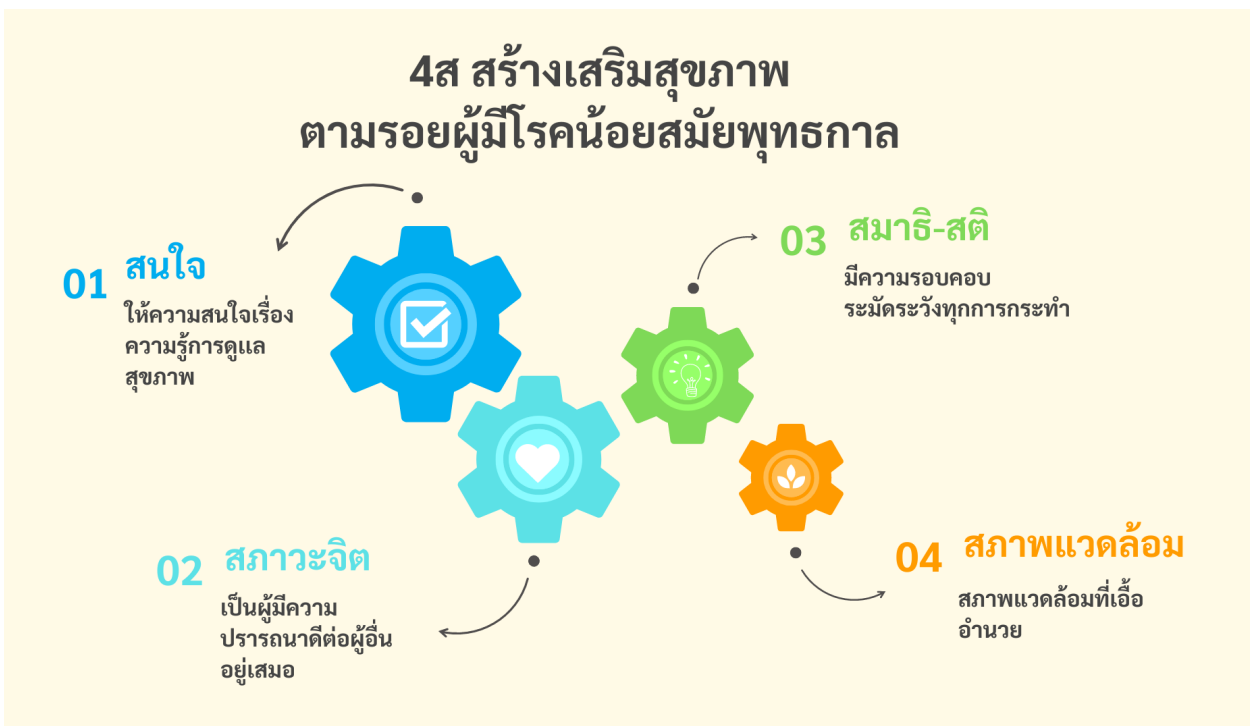 4ส สร้างเสริมสุขภาพ
ตามรอยผู้มีโรคน้อยสมัยพุทธกาล
01 สนใจ
ให้ความสนใจเรื่อง
ความรู้การดูแล
สุขภาพ
02 สภาวะจิต
เป็นผู้มีความ
ปรารถนาดีต่อผู้อื่น
อยู่เสมอ
03 สมาธิ-สติ
มีความรอบคอบ
ระมัดระวังทุกการกระทำ
04 สภาพแวดล้อม
สภาพแวดล้อมที่เอื้อ
อำนวย